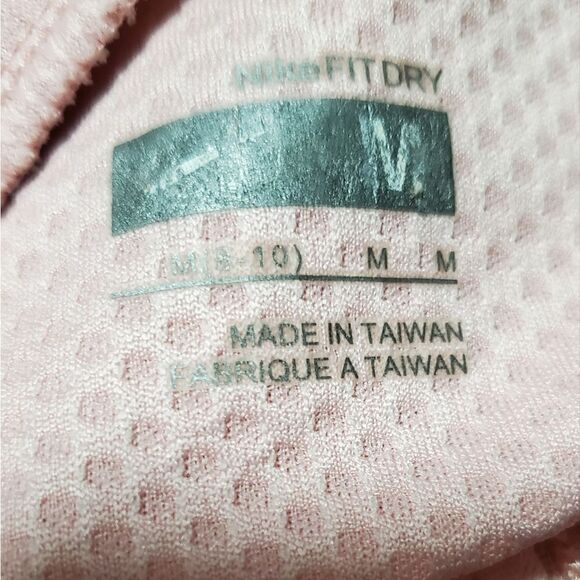 Nike FIT DRY
M(8-10) M M
MADE IN TAIWAN
FABRIQUE A TAIWAN